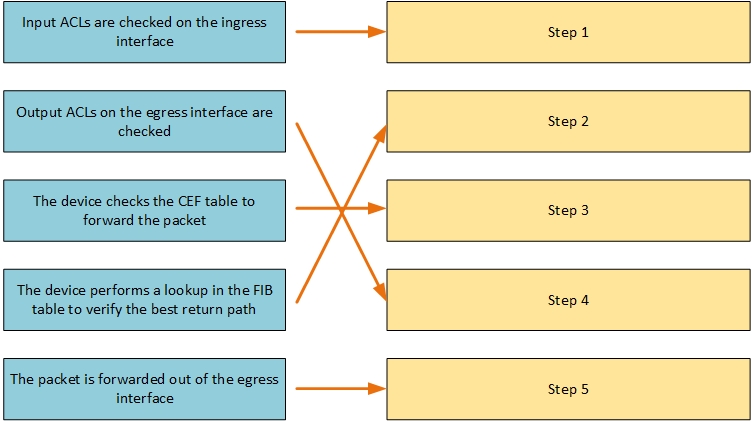 Input ACLs are checked on the ingress
interface
Step 1
Output ACLs on the egress interface are
checked
Step 2
The device checks the CEF table to
forward the packet
Step 3
The device performs a lookup in the FIB
table to verify the best return path
Step 4
The packet is forwarded out of the egress
interface
Step 5